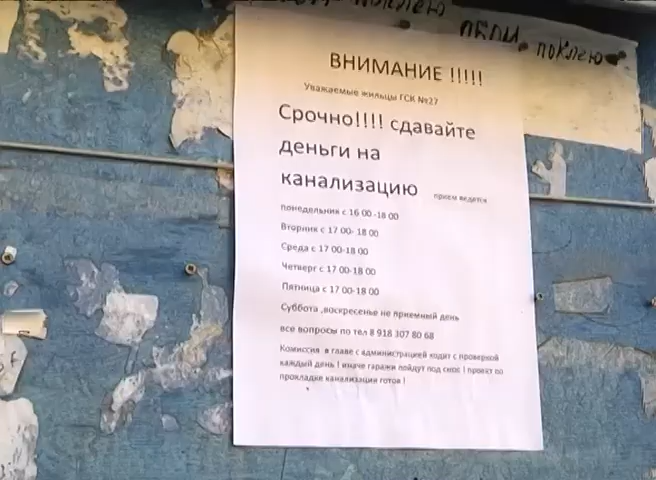 поклею
поклею
ВНИМАНИЕ !!!!!
Уважаемые жильцы ГСК №27
Срочно!!!! сдавайте
деньги на
канализацию прием ведется
понедельник с 16 00 -18 00
Вторник с 17 00- 18 00
Среда с 17 00-18 00
Четверг с 17 00-18 00
Пятница с 17 00-18 00
Суббота ,воскресенье не приемный день
все вопросы по тел 8 918 307 80 68
Комиссия в главе с администрацией ходит с проверкой
каждый день ! иначе гаражи пойдут под снос ! проект по
прокладке канализации готов !